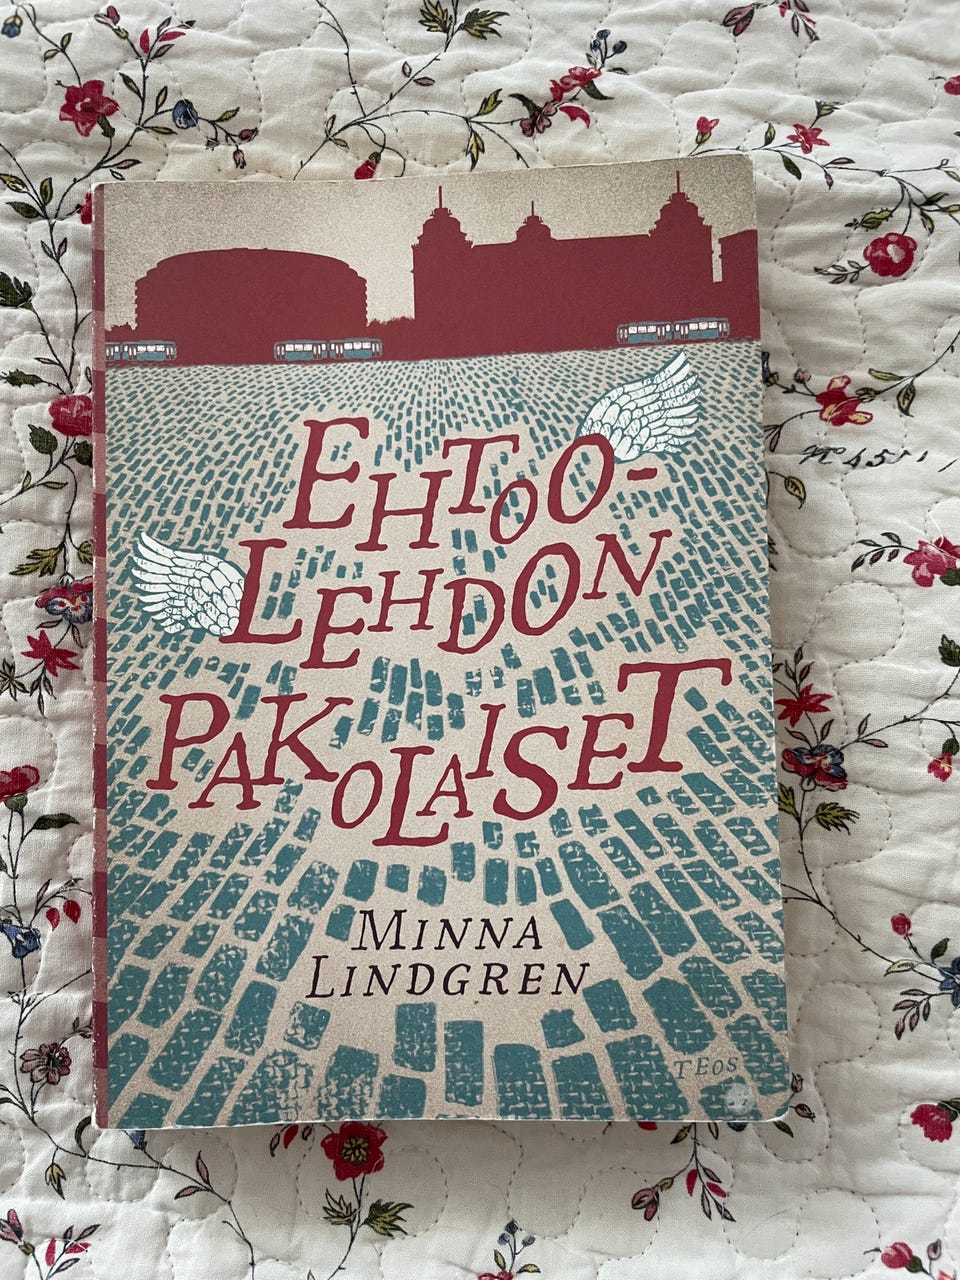 EHTOO-
LEHDON
PAKOLAISET
MINNA
LINDGREN
TEOS